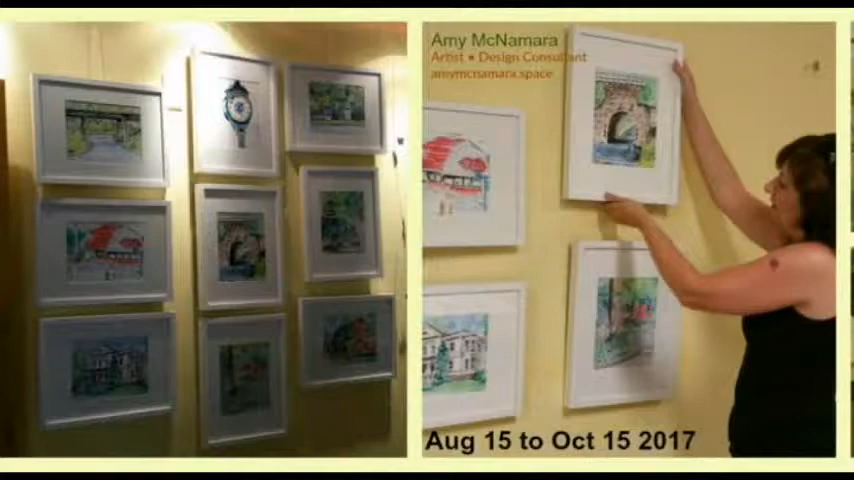 Amy McNamara
Artist • Design Consultant
amymcnamara.space
Aug 15 to Oct 15 2017